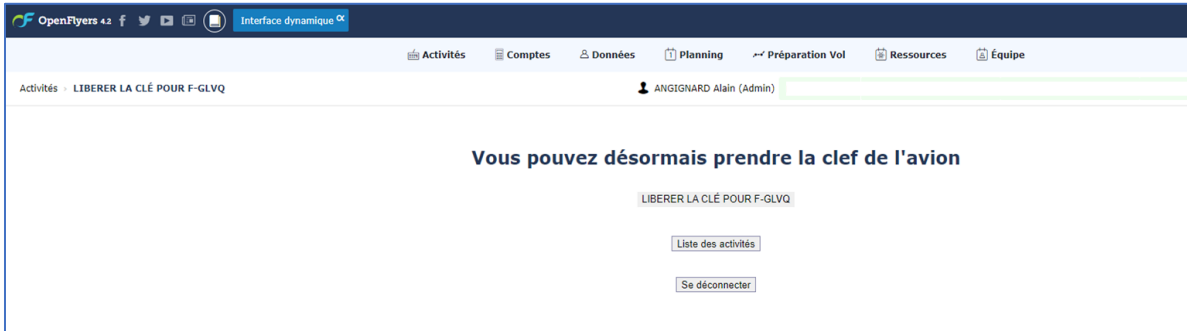 OpenFlyers 4.2 Interface dynamique α
Activités Comptes Données Planning Préparation Vol Ressources Équipe
Activités > LIBERER LA CLÉ POUR F-GLVQ ANGIGNARD Alain (Admin)
Vous pouvez désormais prendre la clef de l'avion
LIBERER LA CLÉ POUR F-GLVQ
Liste des activités
Se déconnecter